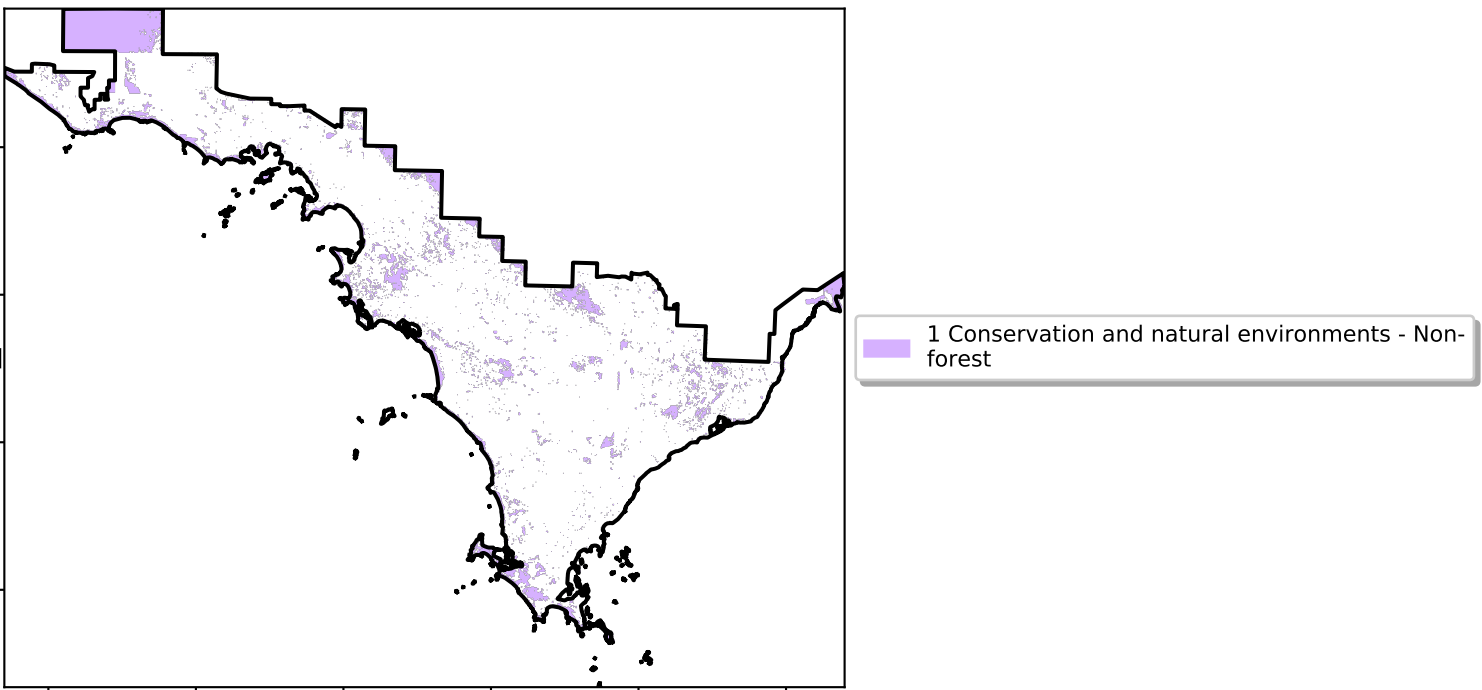 1 Conservation and natural environments - Non-
forest